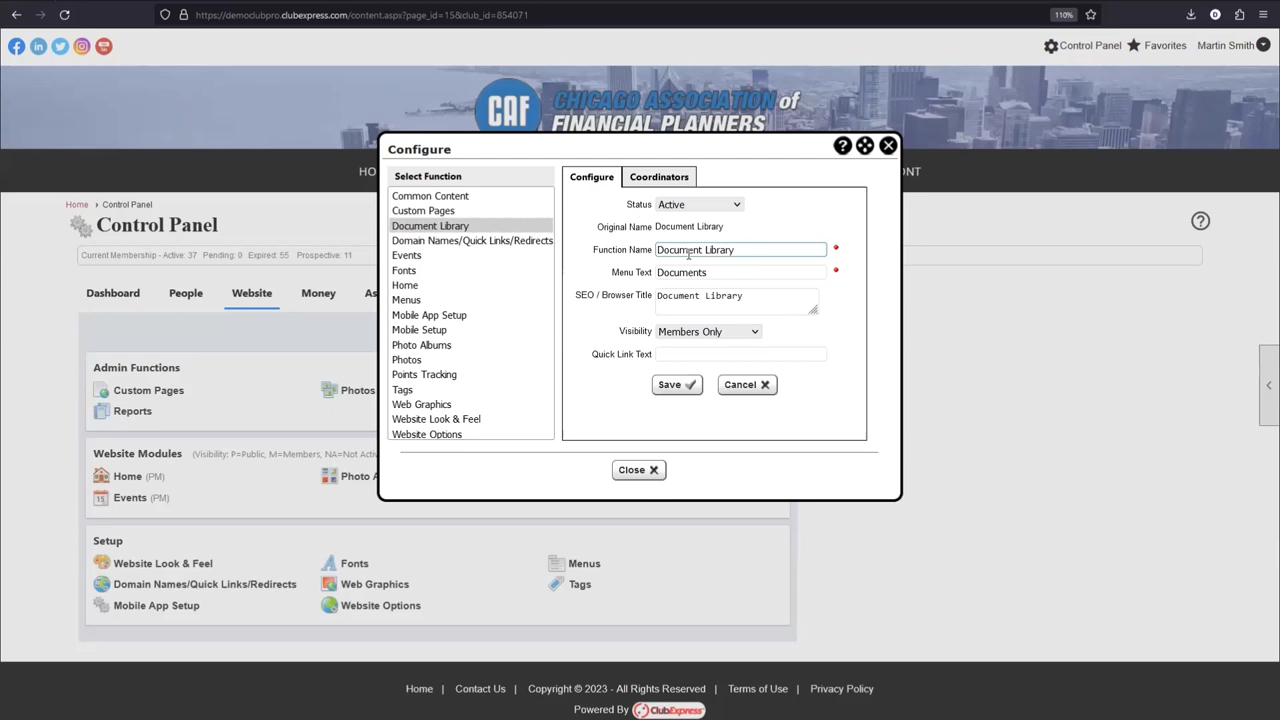 https://democlubpro.clubexpress.com/content.aspx?page_id=15&club_id=854071
110%
Control Panel
Favorites
Martin Smith
CAF
CHICAGO ASSOCIATION of
FINANCIAL PLANNERS
HO
NT
Home › Control Panel
Control Panel
Current Membership - Active: 37 Pending: 0 Expired: 55 Prospective: 11
Department
People
Website
Money
As
Admin Functions
Custom Pages
Photos
Reports
Website Modules (Visibility: P=Public, M=Members, NA=Not Activ
Home (PM)
Photo A
Events (PM)
Setup
Website Look & Feel
Fonts
Menus
Domain Names/Quick Links/Redirects
Web Graphics
Tags
Mobile App Setup
Website Options
Configure
Select Function
Common Content
Custom Pages
Document Library
Domain Names/Quick Links/Redirects
Events
Fonts
Home
Menus
Mobile App Setup
Mobile Setup
Photo Albums
Photos
Points Tracking
Tags
Web Graphics
Website Look & Feel
Website Options
Configure
Coordinators
Status Active
Original Name Document Library
Function Name Document Library
Menu Text Documents
SEO / Browser Title Document Library
Visibility Members Only
Quick Link Text
Save
Cancel
Close
Home | Contact Us | Copyright © 2023 - All Rights Reserved | Terms of Use | Privacy Policy
Powered By ClubExpress